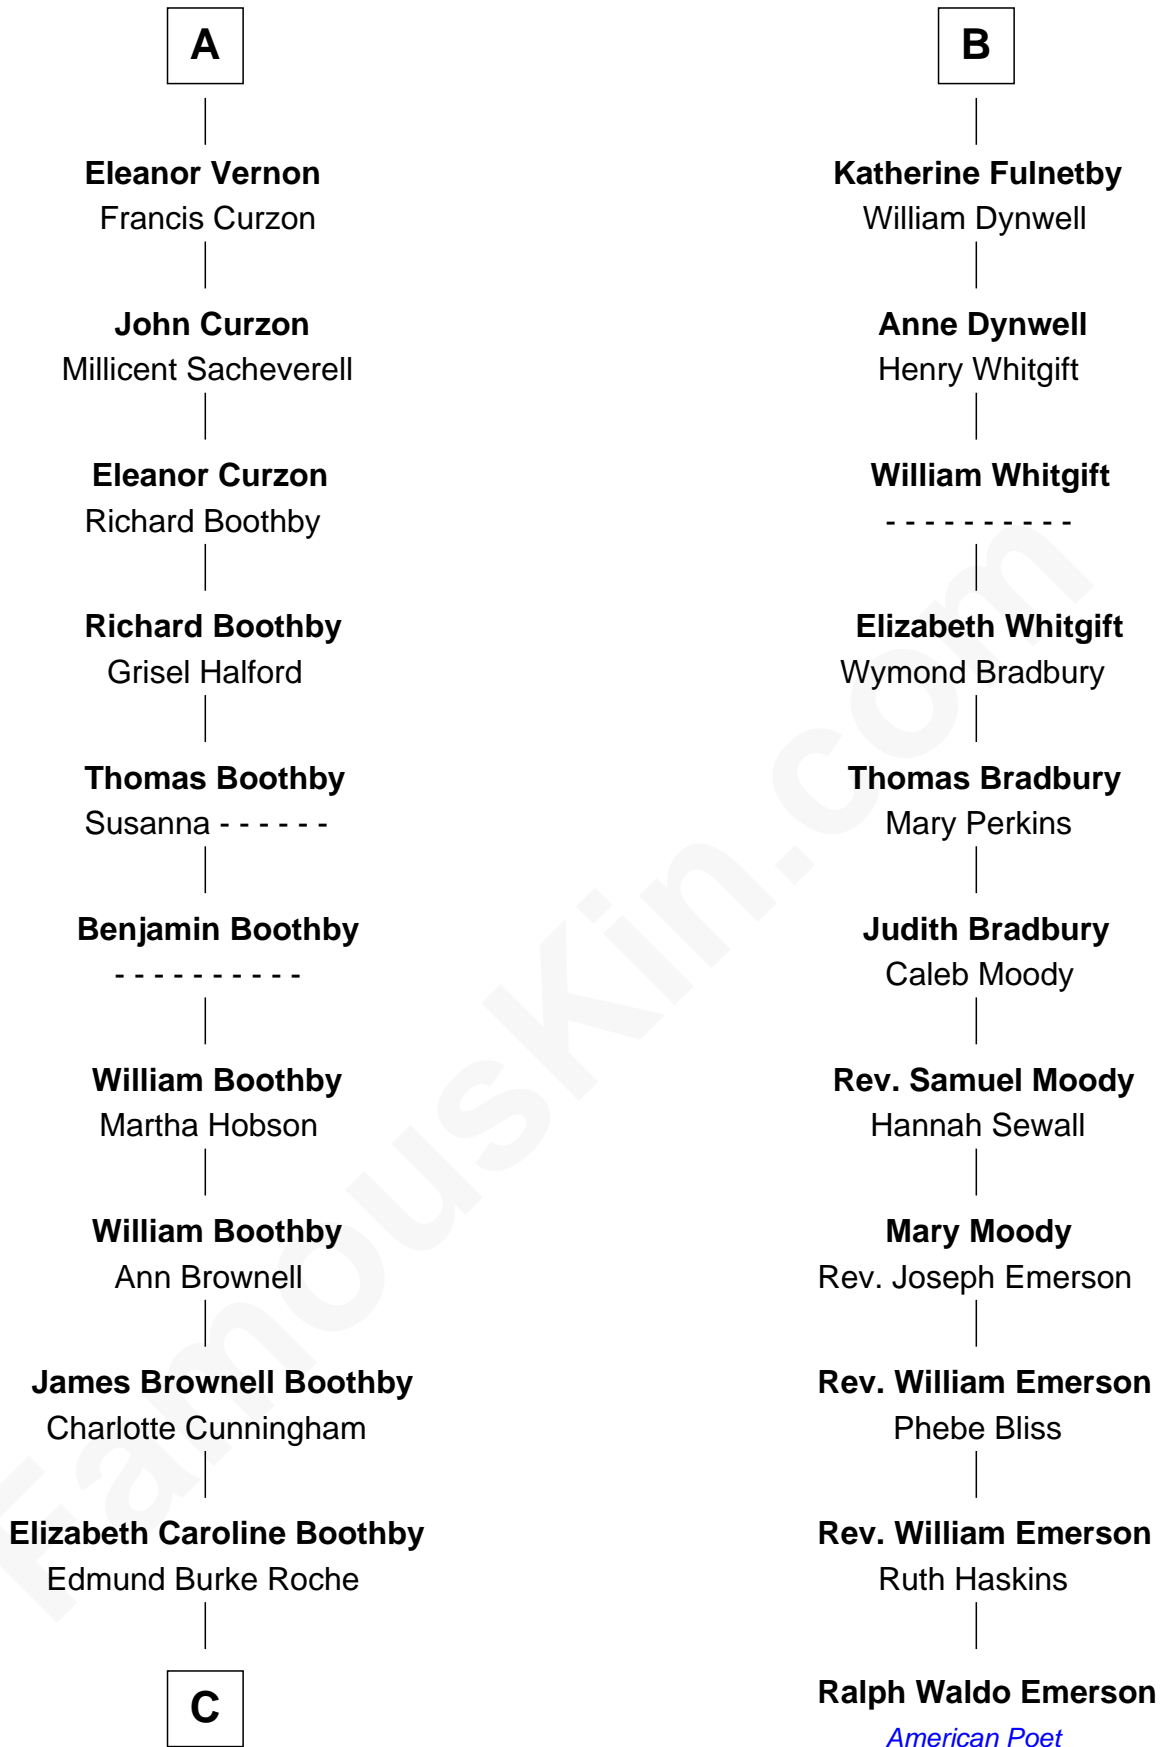 A
Eleanor Vernon
Francis Curzon
John Curzon
Millicent Sacheverell
Eleanor Curzon
Richard Boothby
Richard Boothby
Grisel Halford
Thomas Boothby
Susanna - - - - - -
Benjamin Boothby
- - - - - - - - - -
William Boothby
Martha Hobson
William Boothby
Ann Brownell
James Brownell Boothby
Charlotte Cunningham
Elizabeth Caroline Boothby
Edmund Burke Roche
C
B
Katherine Fulnetby
William Dynwell
Anne Dynwell
Henry Whitgift
William Whitgift
- - - - - - - - - -
Elizabeth Whitgift
Wymond Bradbury
Thomas Bradbury
Mary Perkins
Judith Bradbury
Caleb Moody
Rev. Samuel Moody
Hannah Sewall
Mary Moody
Rev. Joseph Emerson
Rev. William Emerson
Phebe Bliss
Rev. William Emerson
Ruth Haskins
Ralph Waldo Emerson
American Poet
FamousKin.com